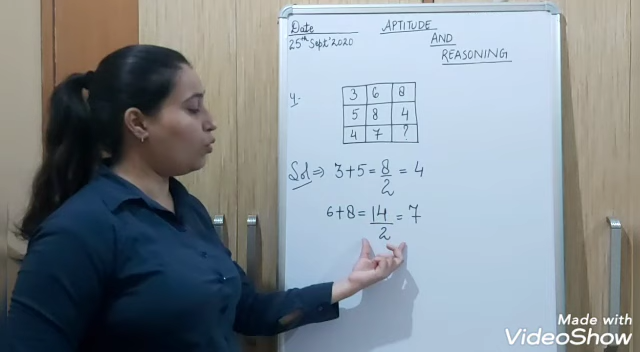 Date
25th Sept' 2020
APTITUDE
AND
REASONING
4.
3 6 8
5 8 4
4 7 ?
Sol ⇒ 3+5 = 8/2 = 4
6+8 = 14/2 = 7
Made with
VideoShow